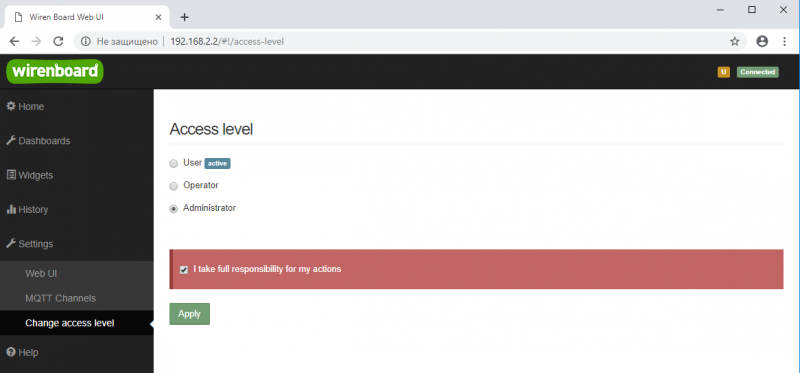 Wiren Board Web UI
Не защищено
192.168.2.2/#!/access-level
wirenboard
U
Connected
Home
Dashboards
Widgets
History
Settings
Web UI
MQTT Channels
Change access level
Help
Access level
User active
Operator
Administrator
I take full responsibility for my actions
Apply